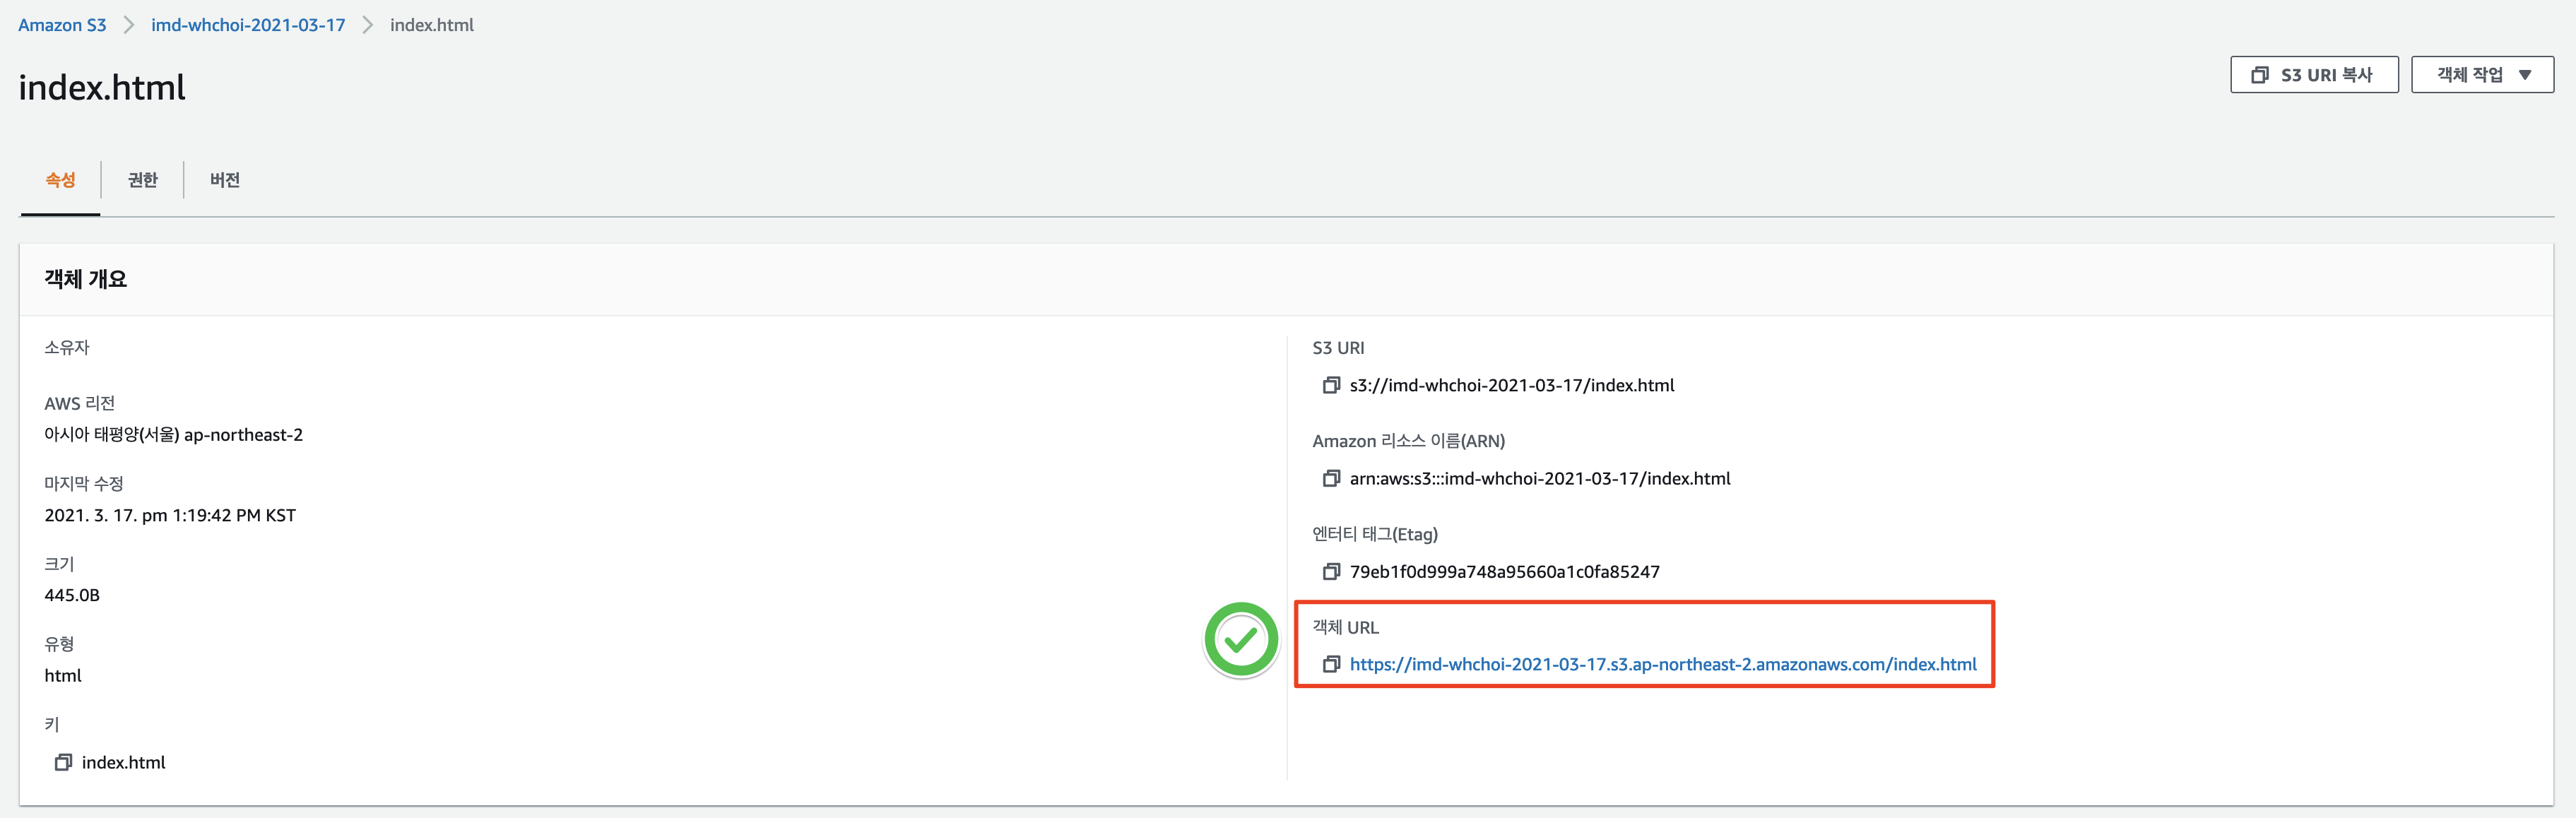 Amazon S3 imd-whchoi-2021-03-17 index.html
index.html
S3 URI 복사 객체 작업
속성 권한 버전
객체 개요
소유자
AWS 리전
아시아 태평양(서울) ap-northeast-2
마지막 수정
2021. 3. 17. pm 1:19:42 PM KST
크기
445.0B
유형
html
키
index.html
S3 URI
s3://imd-whchoi-2021-03-17/index.html
Amazon 리소스 이름(ARN)
arn:aws:s3:::imd-whchoi-2021-03-17/index.html
엔터티 태그(Etag)
79eb1f0d999a748a95660a1c0fa85247
객체 URL
https://imd-whchoi-2021-03-17.s3.ap-northeast-2.amazonaws.com/index.html